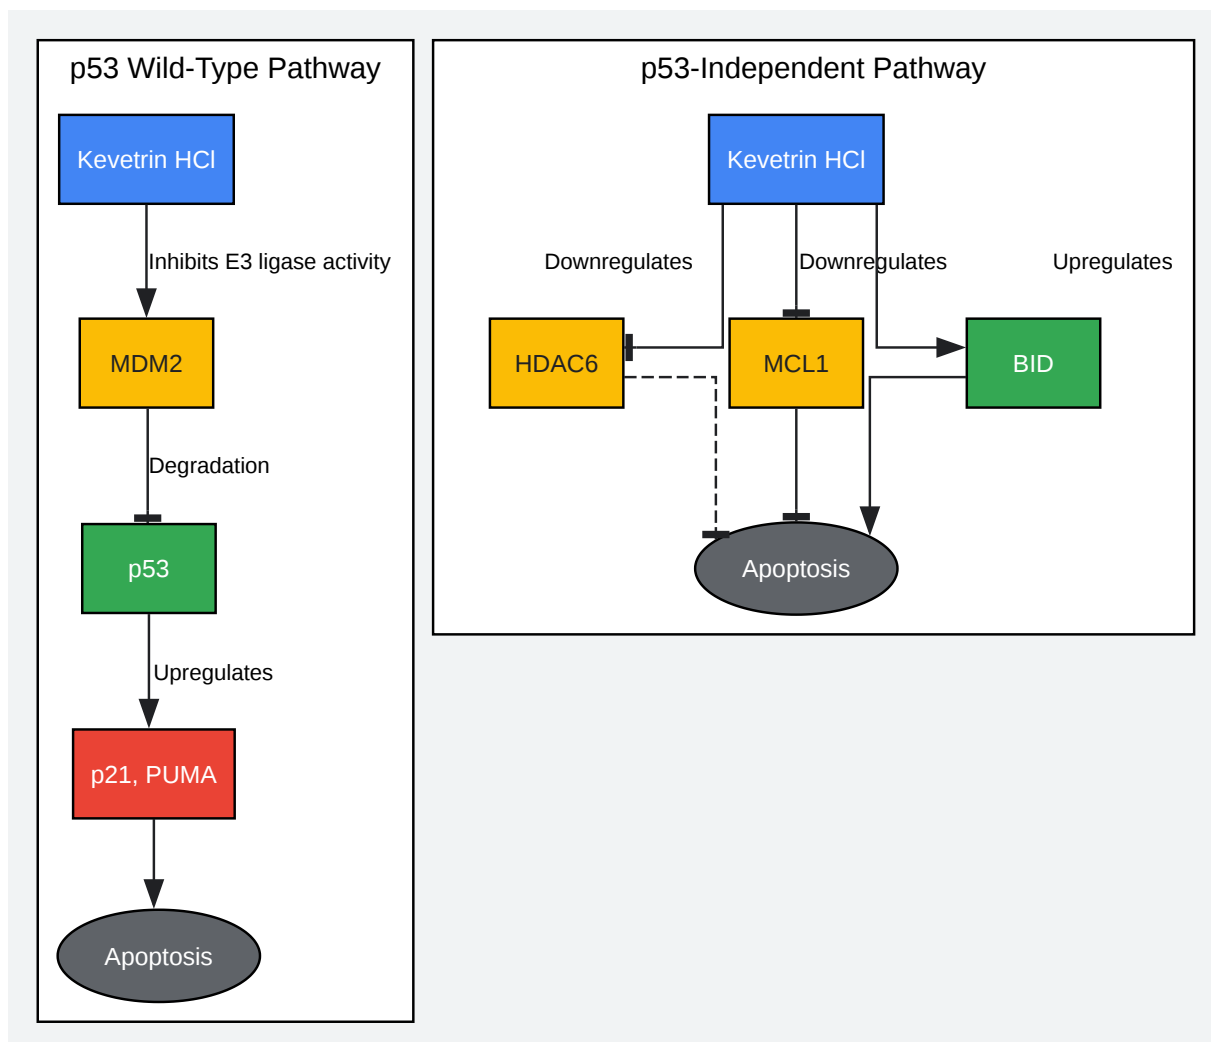 p53 Wild-Type Pathway
Kevetrin HCl
Inhibits E3 ligase activity
MDM2
Degradation
p53
Upregulates
p21, PUMA
Apoptosis
p53-Independent Pathway
Kevetrin HCl
Downregulates
Downregulates
Upregulates
HDAC6
MCL1
BID
Apoptosis